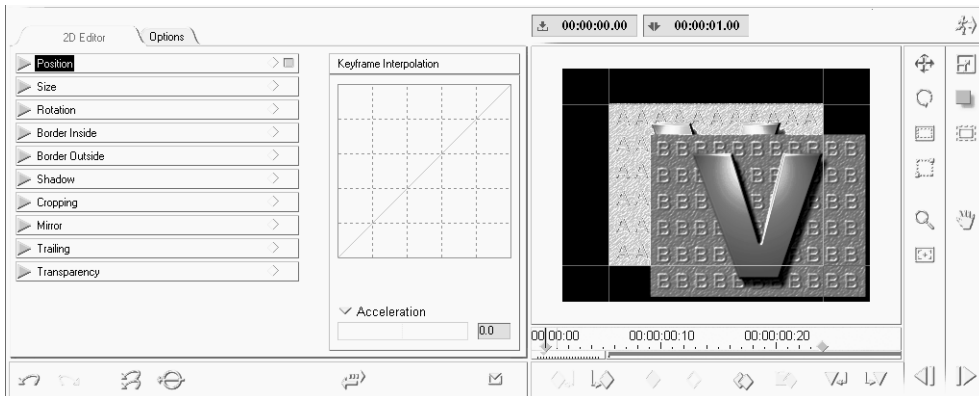 2D Editor
Options
Position
Size
Rotation
Border Inside
Border Outside
Shadow
Cropping
Mirror
Trailing
Transparency
Keyframe Interpolation
Acceleration
0.0
00:00:00.00
00:00:01.00
BBBBBBBBB
V
00:00:00
00:00:00:10
00:00:00:20